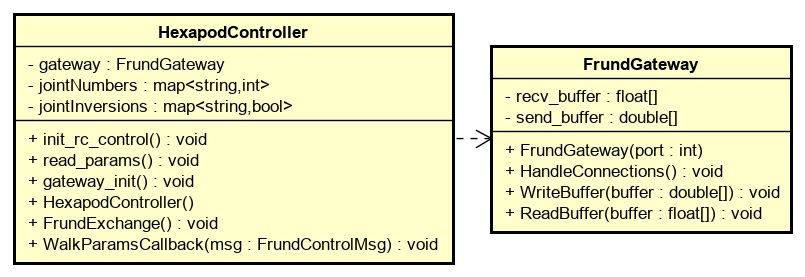 HexapodController
- gateway : FrundGateway
- jointNumbers : map<string,int>
- jointInversions : map<string,bool>
+ init_rc_control() : void
+ read_params() : void
+ gateway_init() : void
+ HexapodController()
+ FrundExchange() : void
+ WalkParamsCallback(msg : FrundControlMsg) : void
FrundGateway
- recv_buffer : float[]
- send_buffer : double[]
+ FrundGateway(port : int)
+ HandleConnections() : void
+ WriteBuffer(buffer : double[]) : void
+ ReadBuffer(buffer : float[]) : void